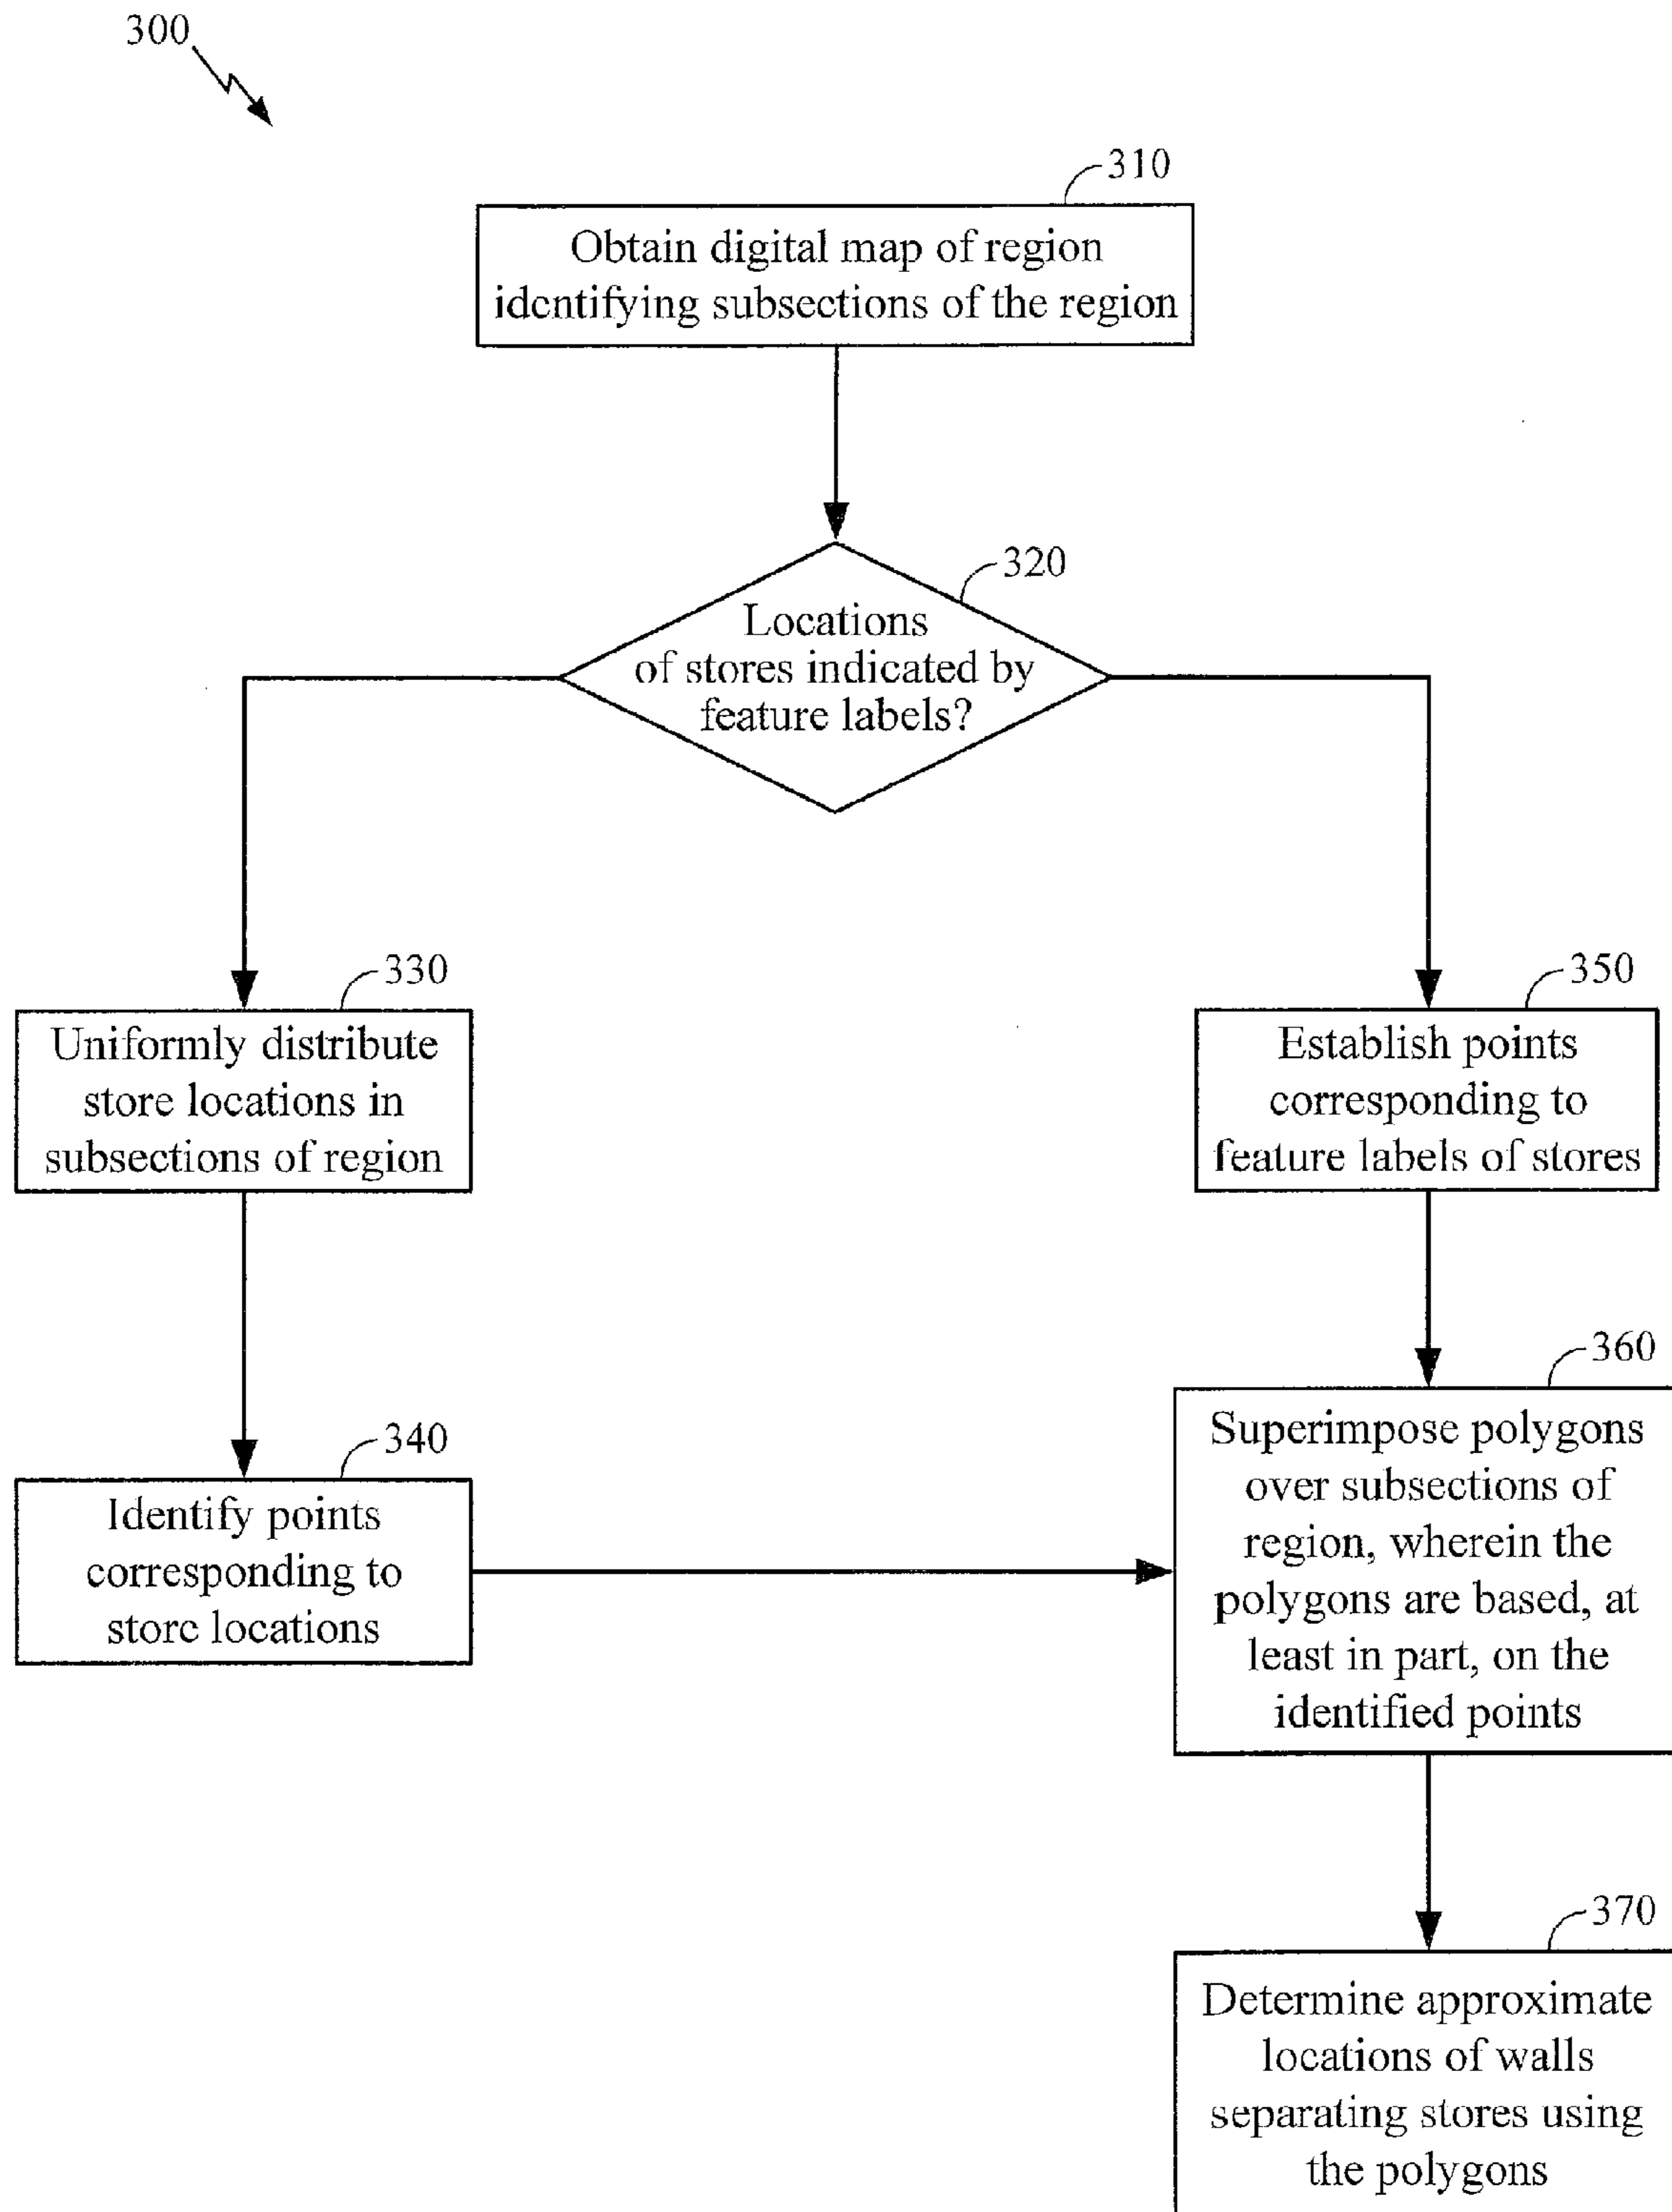 300
310
Obtain digital map of region
identifying subsections of the region
320
Locations
of stores indicated by
feature labels?
330
Uniformly distribute
store locations in
subsections of region
350
Establish points
corresponding to
feature labels of stores
340
Identify points
corresponding to
store locations
360
Superimpose polygons
over subsections of
region, wherein the
polygons are based, at
least in part, on the
identified points
370
Determine approximate
locations of walls
separating stores using
the polygons